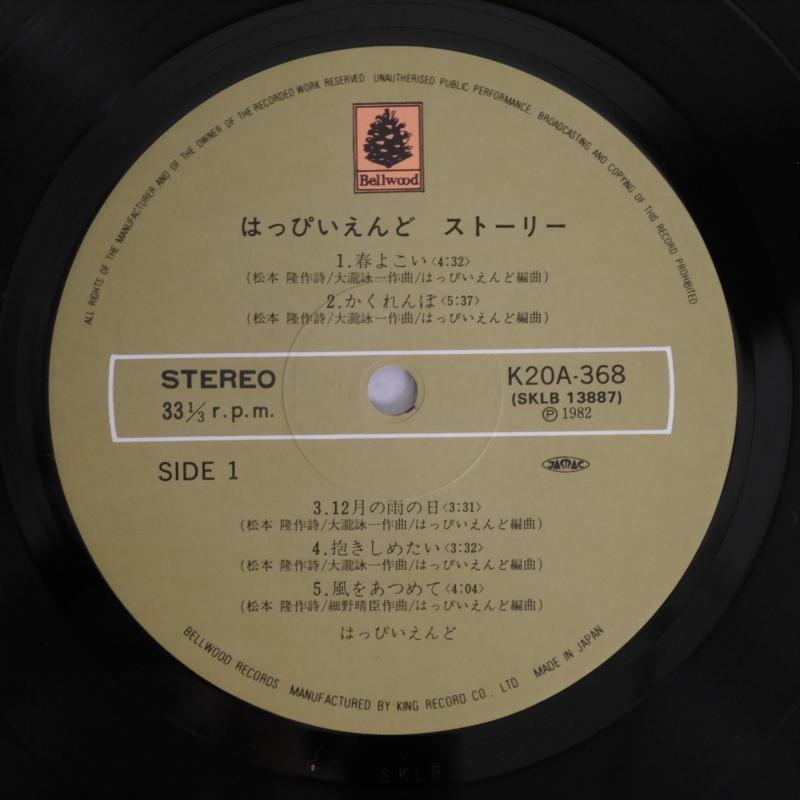 ALL RIGHTS OF THE MANUFACTURER AND OF THE OWNER OF THE RECORDED WORK RESERVED UNAUTHORISED PUBLIC PERFORMANCE BROADCASTING AND COPYING OF THIS RECORD PROHIBITED
Bellwood
はっぴいえんど ストーリー
1.春よこい〈4:32〉
(松本 隆作詩/大瀧詠一作曲/はっぴいえんど編曲)
2.かくれんぼ〈5:37〉
(松本 隆作詩/大瀧詠一作曲/はっぴいえんど編曲)
STEREO
33 1/3 r.p.m.
K20A-368
(SKLB 13887)
Ⓟ 1982
SIDE 1
JASRAC
3.12月の雨の日〈3:31〉
(松本 隆作詩/大瀧詠一作曲/はっぴいえんど編曲)
4.抱きしめたい〈3:32〉
(松本 隆作詩/大瀧詠一作曲/はっぴいえんど編曲)
5.風をあつめて〈4:04〉
(松本 隆作詩/細野晴臣作曲/はっぴいえんど編曲)
はっぴいえんど
BELLWOOD RECORDS MANUFACTURED BY KING RECORD CO., LTD MADE IN JAPAN
SKLB